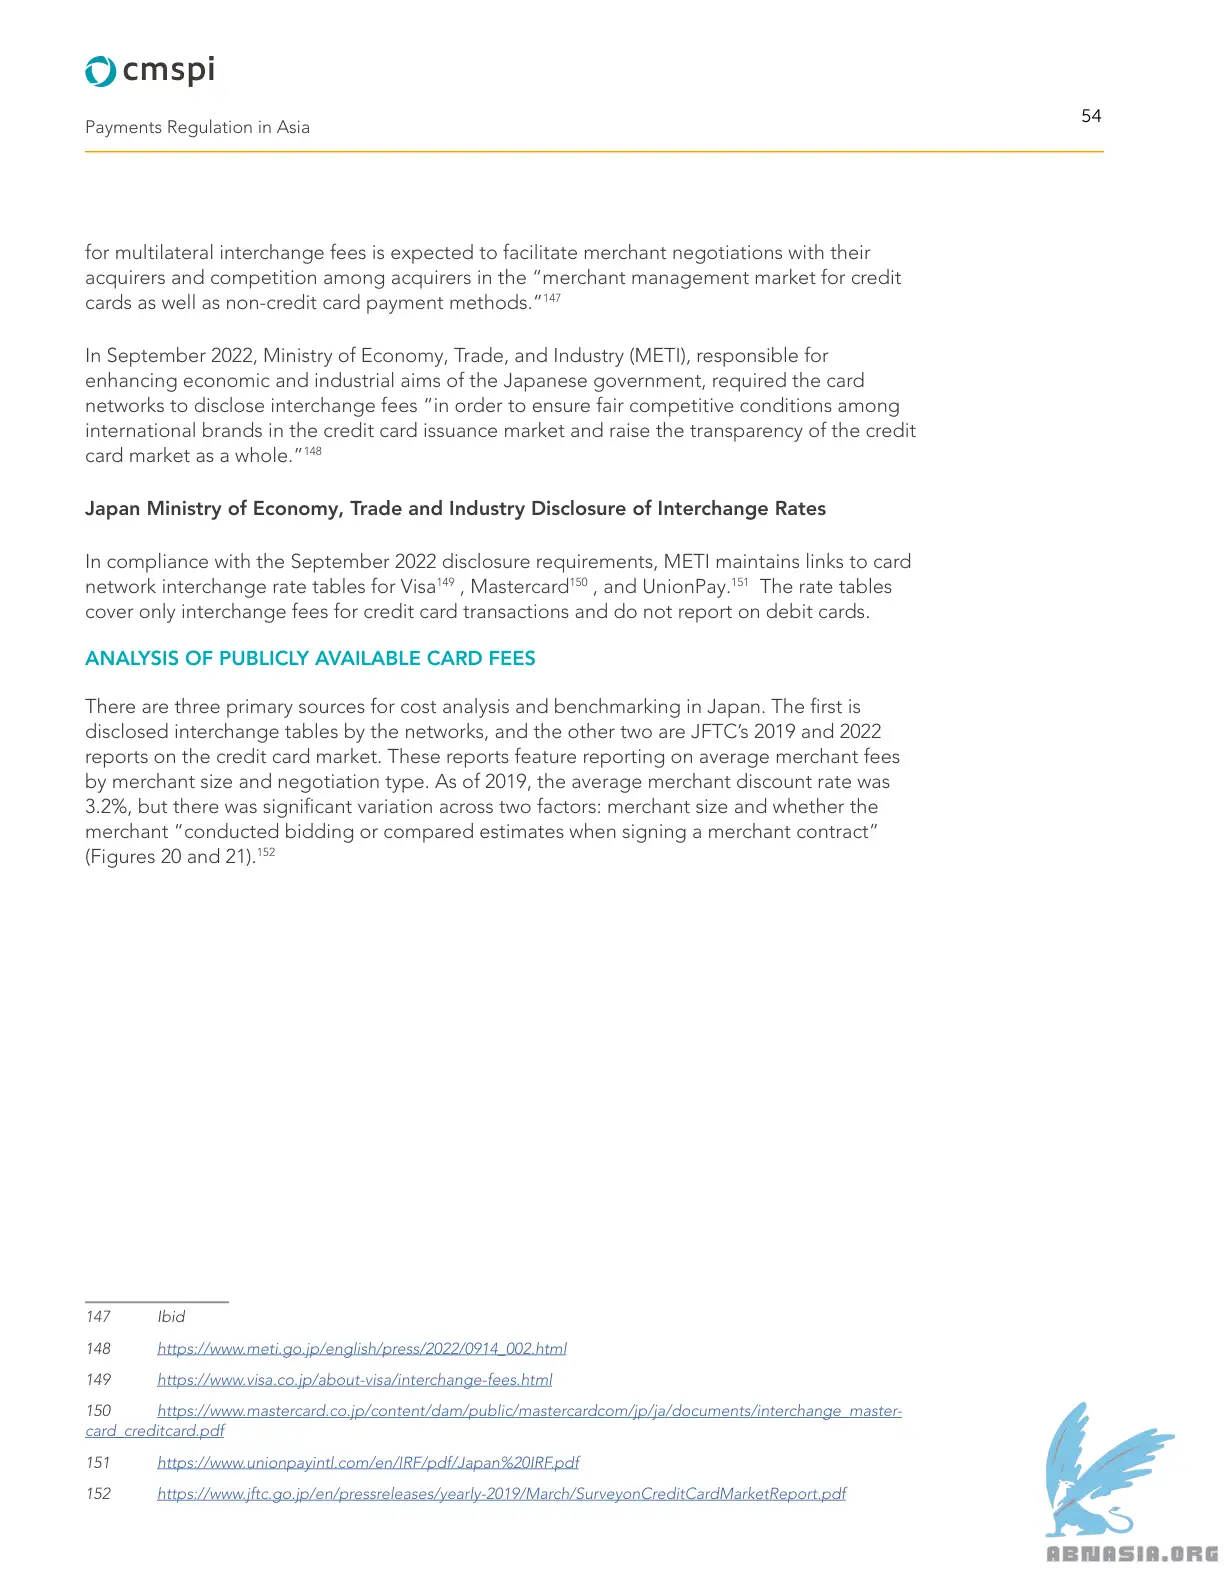 cmspi
Payments Regulation in Asia
54
for multilateral interchange fees is expected to facilitate merchant negotiations with their
acquirers and competition among acquirers in the “merchant management market for credit
cards as well as non-credit card payment methods.”147
In September 2022, Ministry of Economy, Trade, and Industry (METI), responsible for
enhancing economic and industrial aims of the Japanese government, required the card
networks to disclose interchange fees “in order to ensure fair competitive conditions among
international brands in the credit card issuance market and raise the transparency of the credit
card market as a whole.”148
Japan Ministry of Economy, Trade and Industry Disclosure of Interchange Rates
In compliance with the September 2022 disclosure requirements, METI maintains links to card
network interchange rate tables for Visa149 , Mastercard150 , and UnionPay.151 The rate tables
cover only interchange fees for credit card transactions and do not report on debit cards.
ANALYSIS OF PUBLICLY AVAILABLE CARD FEES
There are three primary sources for cost analysis and benchmarking in Japan. The first is
disclosed interchange tables by the networks, and the other two are JFTC’s 2019 and 2022
reports on the credit card market. These reports feature reporting on average merchant fees
by merchant size and negotiation type. As of 2019, the average merchant discount rate was
3.2%, but there was significant variation across two factors: merchant size and whether the
merchant “conducted bidding or compared estimates when signing a merchant contract”
(Figures 20 and 21).152
147 Ibid
148 https://www.meti.go.jp/english/press/2022/0914_002.html
149 https://www.visa.co.jp/about-visa/interchange-fees.html
150 https://www.mastercard.co.jp/content/dam/public/mastercardcom/jp/ja/documents/interchange_master-
card_creditcard.pdf
151 https://www.unionpayintl.com/en/IRF/pdf/Japan%20IRF.pdf
152 https://www.jftc.go.jp/en/pressreleases/yearly-2019/March/SurveyonCreditCardMarketReport.pdf
ABNASIA.ORG